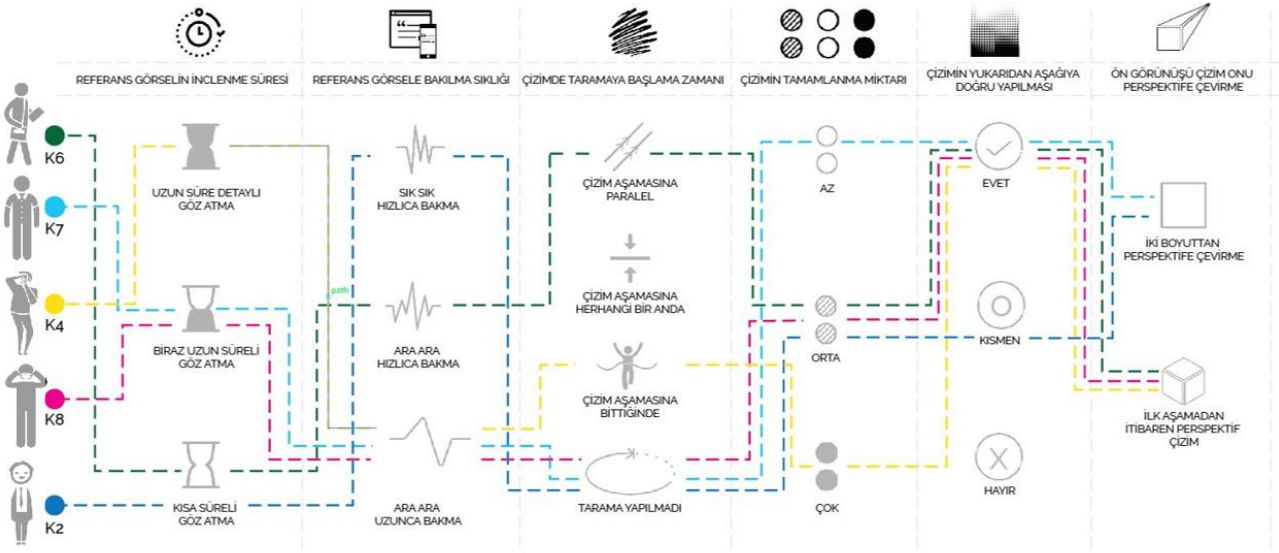 REFERANS GÖRSELİN İNCLENME SÜRESİ
REFERANS GÖRSELE BAKILMA SIKLIĞI
ÇİZİMDE TARAMAYA BAŞLAMA ZAMANI
ÇİZİMİN TAMAMLANMA MİKTARI
ÇİZİMİN YUKARIDAN AŞAĞIYA
DOĞRU YAPILMASI
ÖN GÖRÜNÜŞÜ ÇİZİM ONU
PERSPEKTİFE ÇEVİRME
K6
K7
K4
K8
K2
UZUN SÜRE DETAYLI
GÖZ ATMA
BİRAZ UZUN SÜRELİ
GÖZ ATMA
KISA SÜRELİ
GÖZ ATMA
SIK SIK
HIZLICA BAKMA
path
ARA ARA
HIZLICA BAKMA
ARA ARA
UZUNCA BAKMA
ÇİZİM AŞAMASINA
PARALEL
ÇİZİM AŞAMASINA
HERHANGİ BİR ANDA
ÇİZİM AŞAMASINA
BİTTİĞİNDE
TARAMA YAPILMADI
AZ
ORTA
ÇOK
EVET
KISMEN
HAYIR
İKİ BOYUTTAN
PERSPEKTİFE ÇEVİRME
İLK AŞAMADAN
İTİBAREN PERSPEKTİF
ÇİZİM